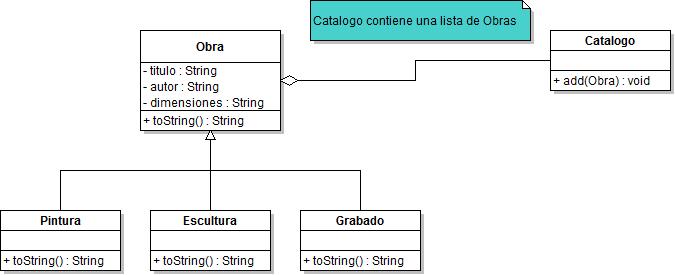 Catalogo contiene una lista de Obras
Obra
- titulo : String
- autor : String
- dimensiones : String
+ toString() : String
Catalogo
+ add(Obra) : void
Pintura
+ toString() : String
Escultura
+ toString() : String
Grabado
+ toString() : String